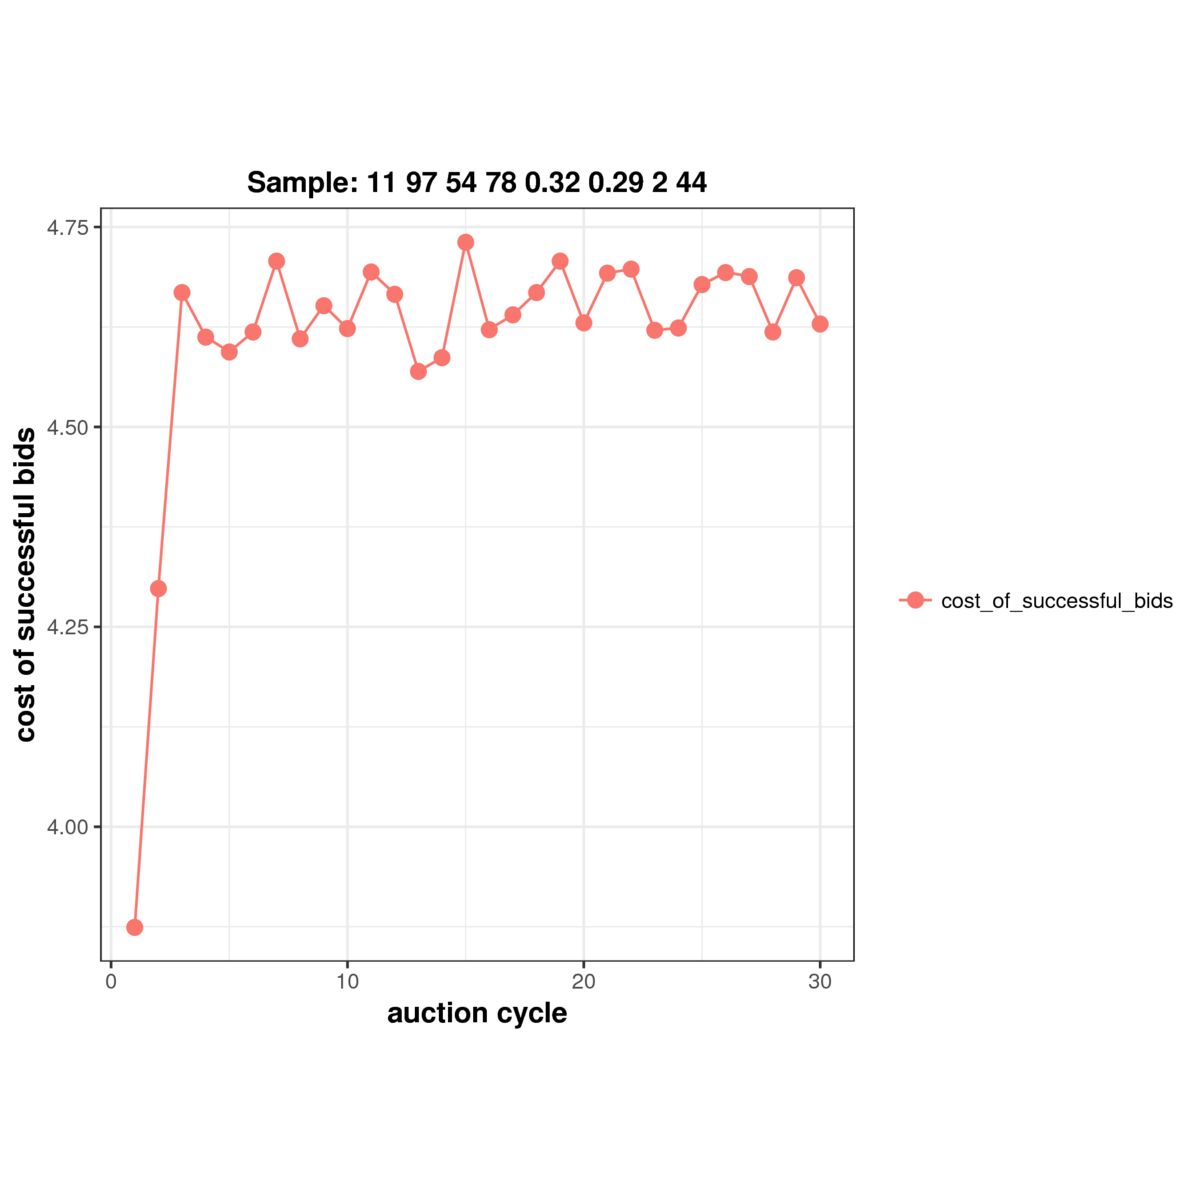 Sample: 11 97 54 78 0.32 0.29 2 44
4.75
4.50
4.25
4.00
cost of successful bids
0 10 20 30
auction cycle
cost_of_successful_bids